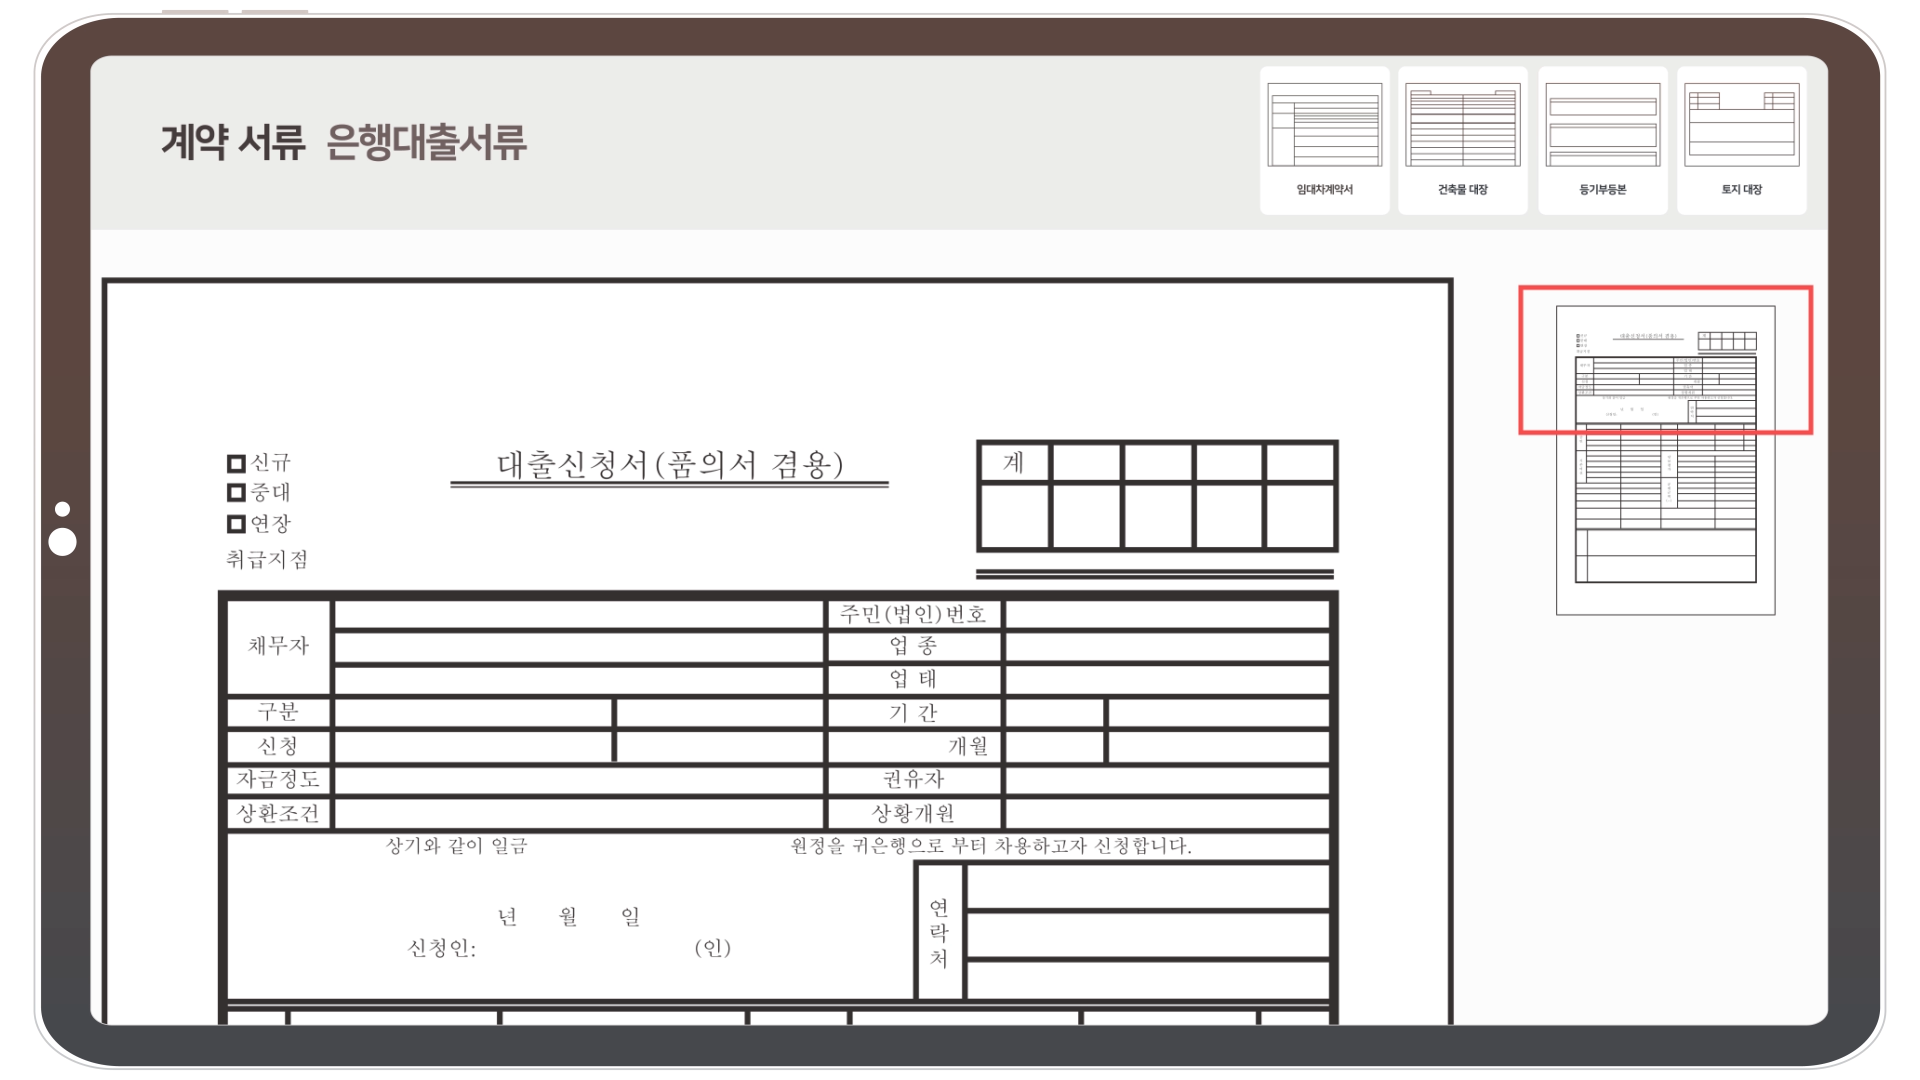 계약 서류 은행대출서류
임대차계약서 건축물 대장 등기부등본 토지 대장
신규
중대
연장
취급지점
대출신청서(품의서 겸용)
계
채무자 주민(법인)번호
업 종
업 태
구분 기 간
신청 개월
자금정도 권유자
상환조건 상황개원
상기와 같이 일금 원정을 귀은행으로 부터 차용하고자 신청합니다.
년 월 일
신청인: (인)
연
락
처